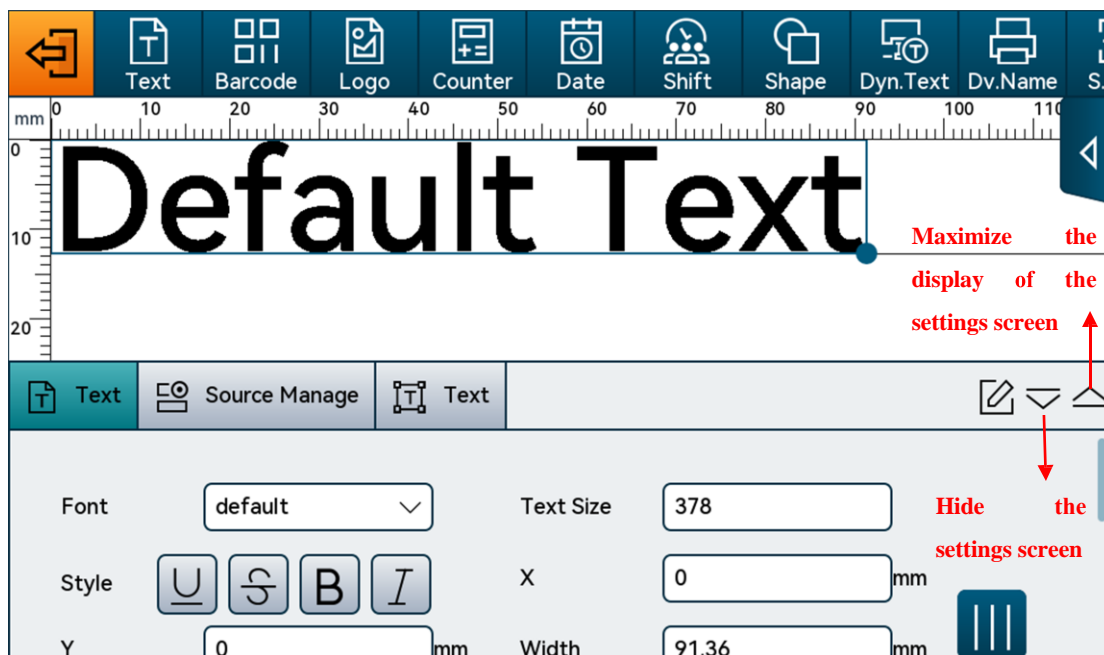 Text Barcode Logo Counter Date Shift Shape Dyn.Text Dv.Name S.
mm 0 10 20 30 40 50 60 70 80 90 100 110
0
Default Text
10
20
Maximize the
display of the
settings screen
Text Source Manage Text
Font default Text Size 378
Hide the
settings screen
Style U S B I X 0 mm
Y 0 mm Width 91.36 mm